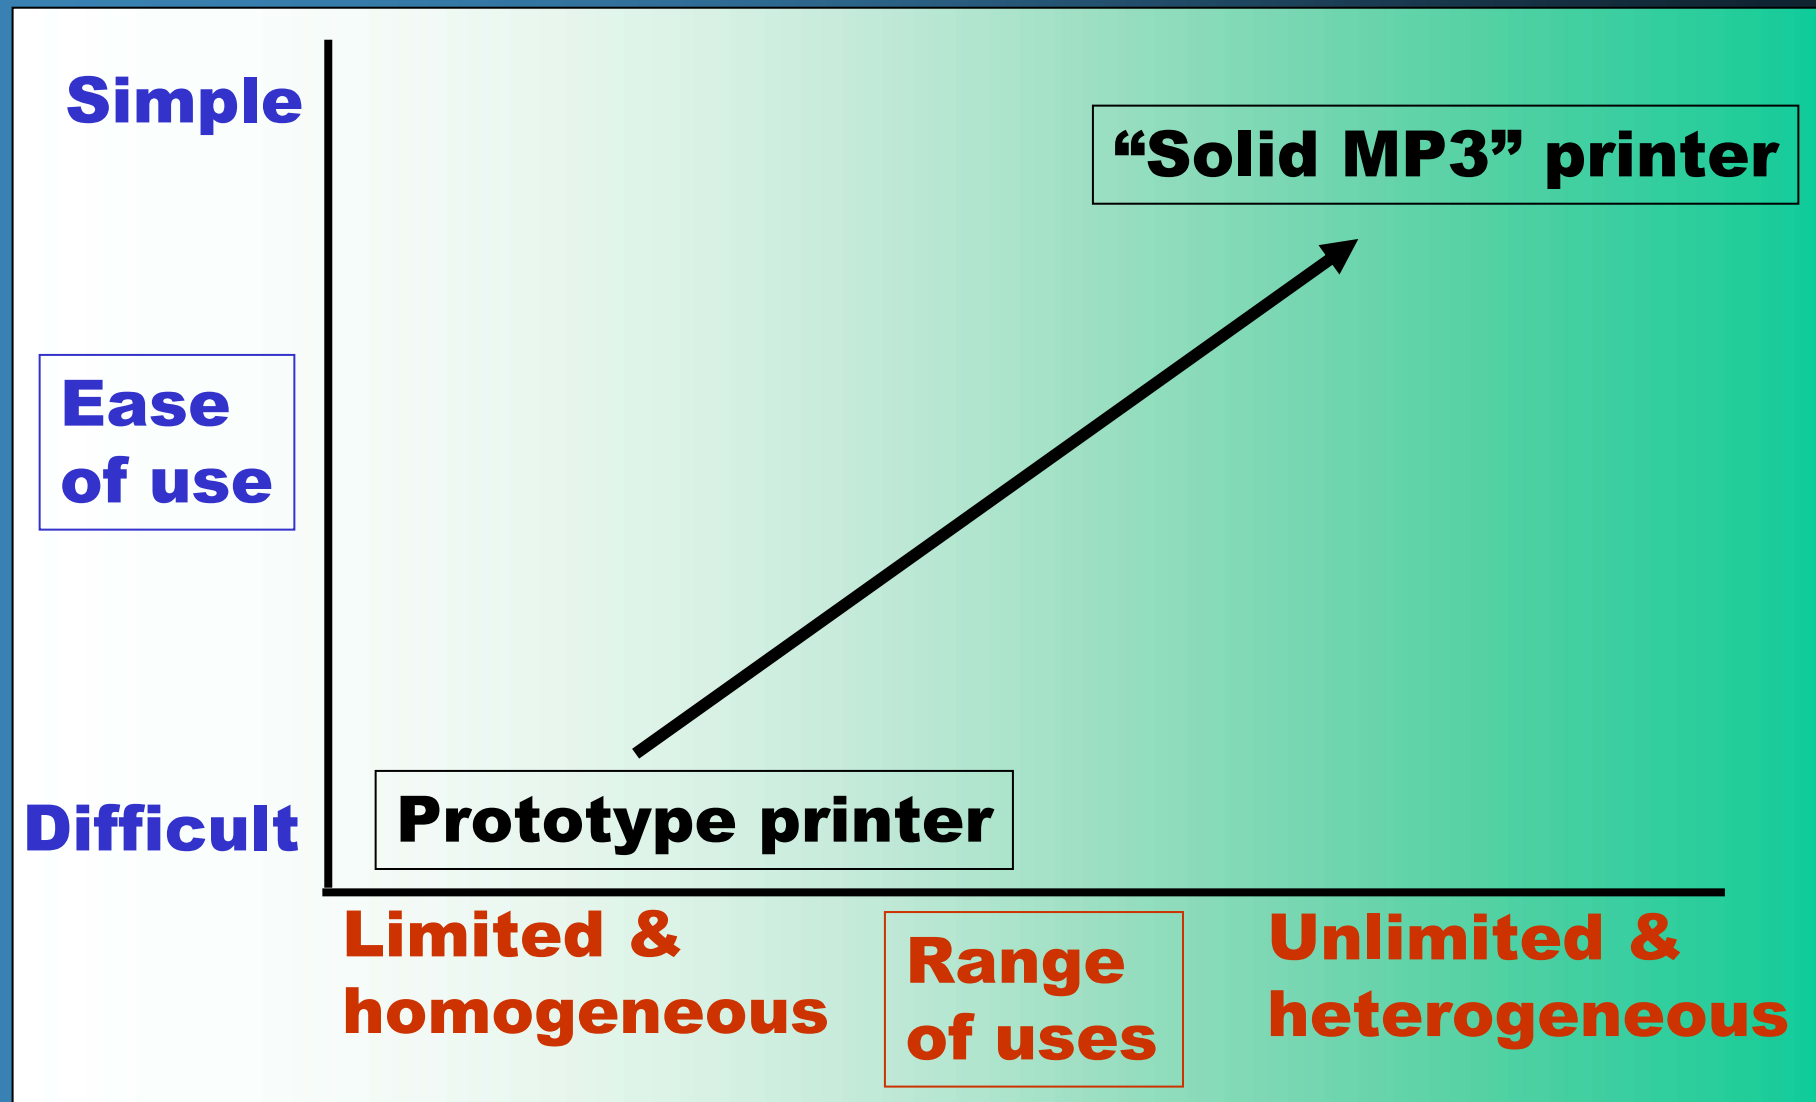 Simple
“Solid MP3” printer
Ease
of use
Difficult
Prototype printer
Limited &
homogeneous
Range
of uses
Unlimited &
heterogeneous